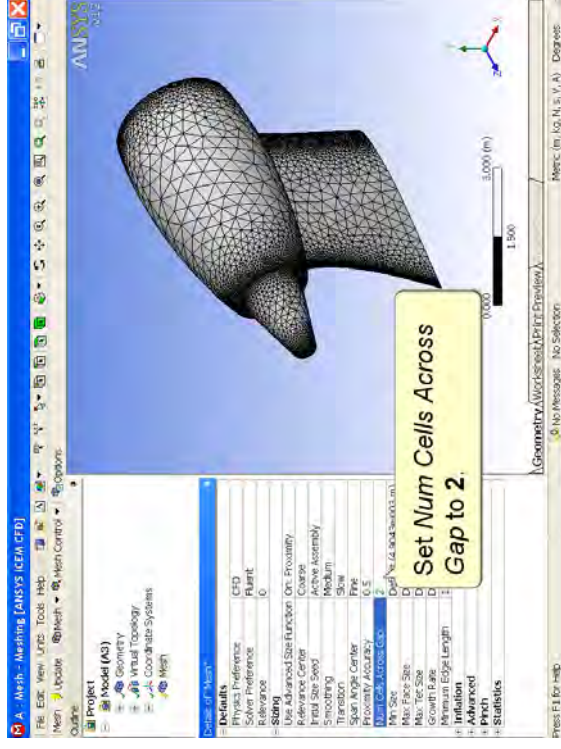 A : Mesh - Meshing [ANSYS ICEM CFD]
File Edit View Units Tools Help
Mesh Update Mesh Mesh Control Options
Outline
Project
Model (A3)
Geometry
Virtual Topology
Coordinate Systems
Mesh
Details of "Mesh"
Defaults
Physics Preference CFD
Solver Preference Fluent
Relevance 0
Sizing
Use Advanced Size Function On: Proximity
Relevance Center Coarse
Initial Size Seed Active Assembly
Smoothing Medium
Transition Slow
Span Angle Center Fine
Proximity Accuracy 0.5
Num Cells Across Gap 2
Min Size
Max Face Size
Max Tet Size
Growth Rate
Minimum Edge Length
Inflation
Advanced
Pinch
Statistics
Set Num Cells Across
Gap to 2.
ANSYS
0.000 3.000 (m)
1.500
Geometry Worksheet Print Preview
Press F1 for Help No Messages No Selection Metric (m, kg, N, s, V, A) Degrees